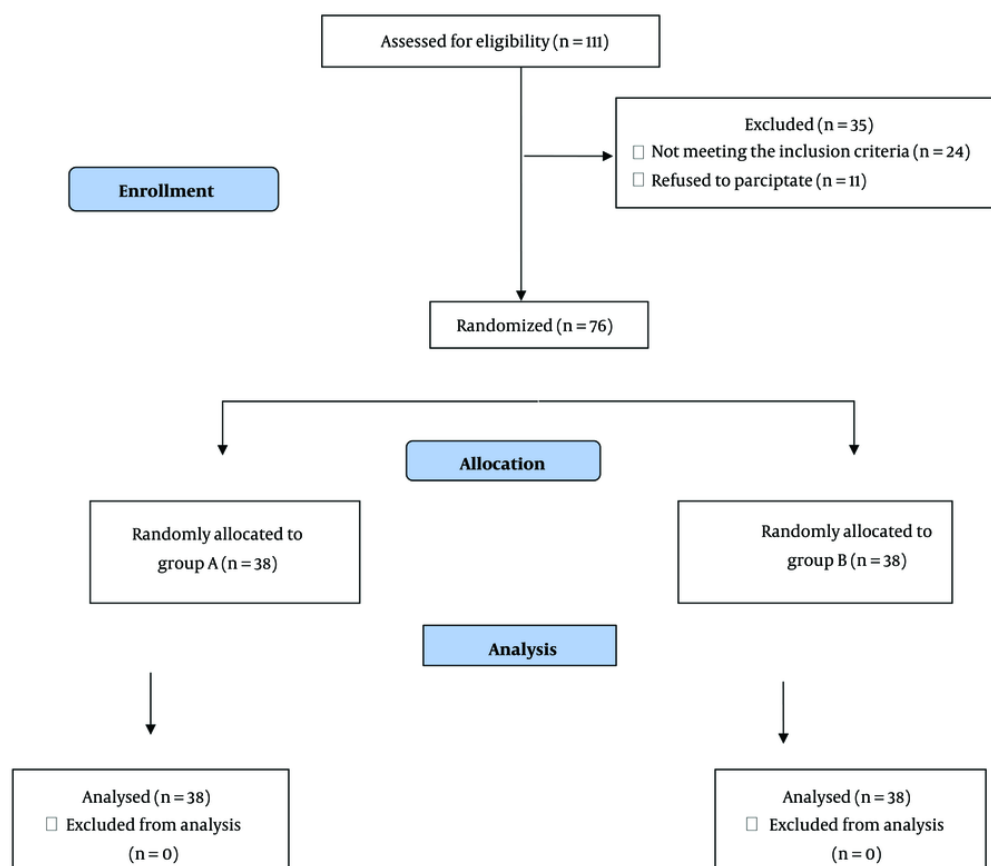 Assessed for eligibility (n = 111)
Excluded (n = 35)
□ Not meeting the inclusion criteria (n = 24)
□ Refused to parciptate (n = 11)
Enrollment
Randomized (n = 76)
Allocation
Randomly allocated to
group A (n = 38)
Randomly allocated to
group B (n = 38)
Analysis
Analysed (n = 38)
□ Excluded from analysis
(n = 0)
Analysed (n = 38)
□ Excluded from analysis
(n = 0)